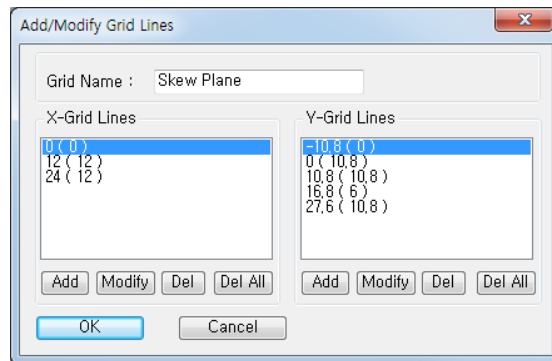 Add/Modify Grid Lines
Grid Name : Skew Plane
X-Grid Lines
0 ( 0 )
12 ( 12 )
24 ( 12 )
Add Modify Del Del All
Y-Grid Lines
-10,8 ( 0 )
0 ( 10,8 )
10,8 ( 10,8 )
16,8 ( 6 )
27,6 ( 10,8 )
Add Modify Del Del All
OK Cancel